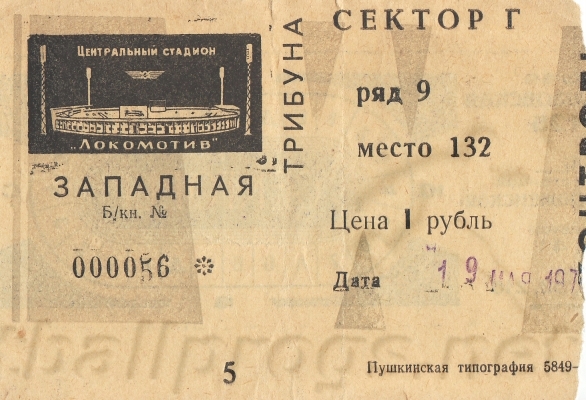 ЦЕНТРАЛЬНЫЙ СТАДИОН
„ЛОКОМОТИВ"
ЗАПАДНАЯ
Б/кн. №
000056 *
5
ТРИБУНА
СЕКТОР Г
ряд 9
место 132
Цена 1 рубль
Дата 19
Пушкинская типография 5849-